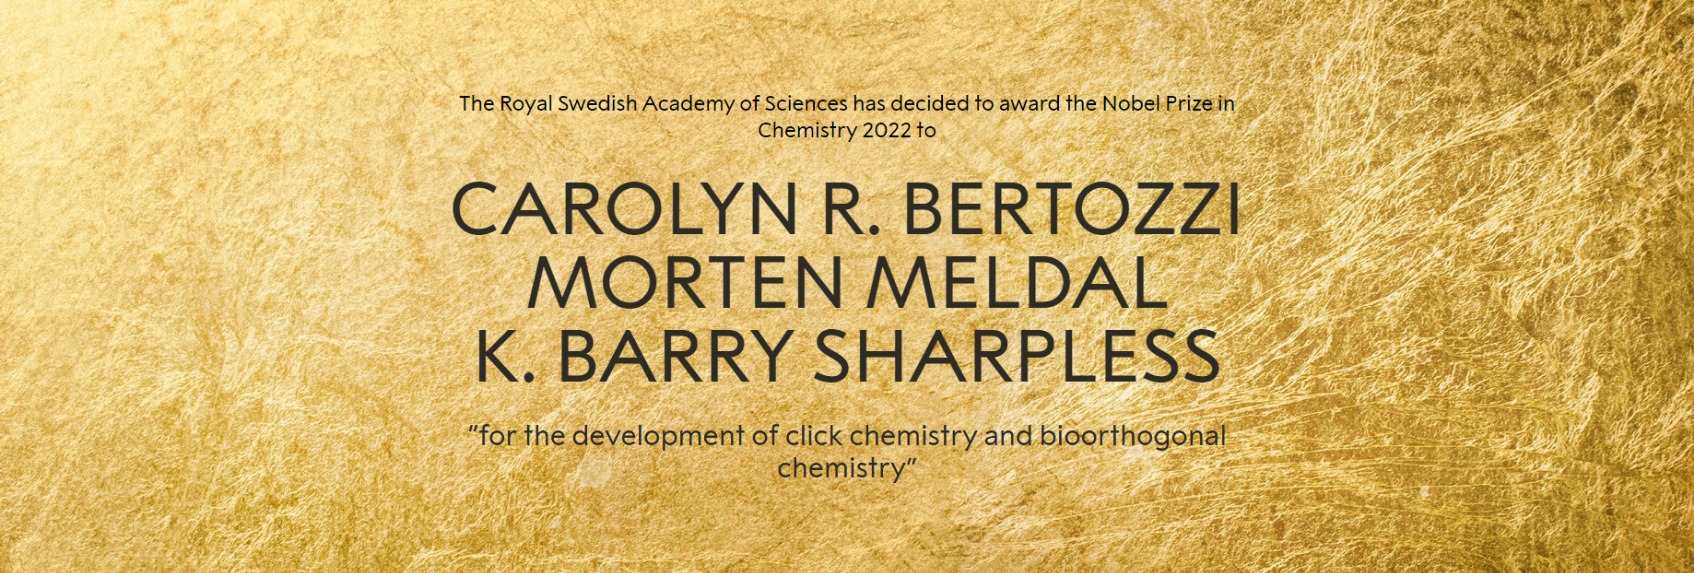 The Royal Swedish Academy of Sciences has decided to award the Nobel Prize in
Chemistry 2022 to
CAROLYN R. BERTOZZI
MORTEN MELDAL
K. BARRY SHARPLESS
“for the development of click chemistry and bioorthogonal
chemistry”